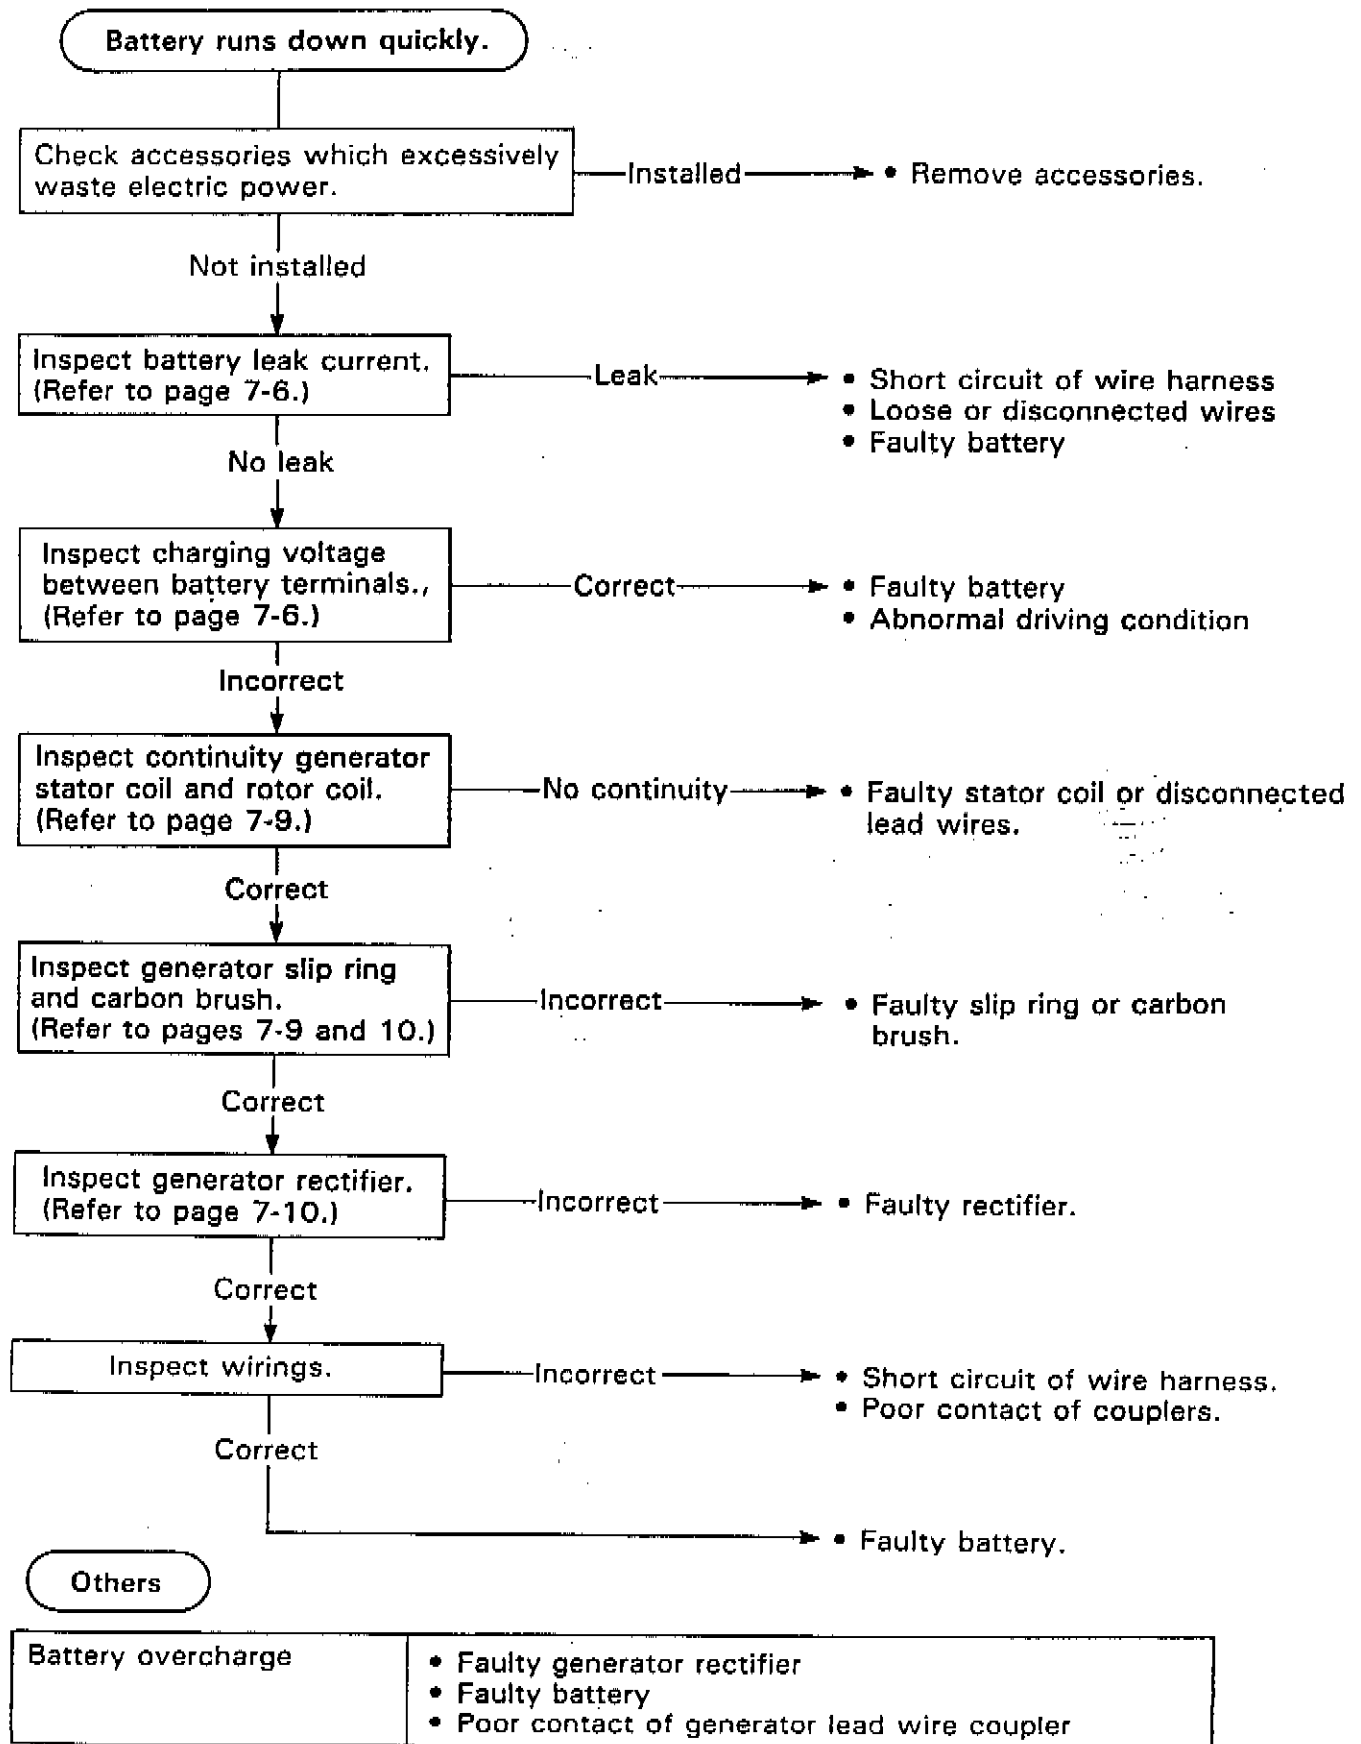 Battery runs down quickly.
Check accessories which excessively
waste electric power.
Installed
• Remove accessories.
Not installed
Inspect battery leak current.
(Refer to page 7-6.)
Leak
• Short circuit of wire harness
• Loose or disconnected wires
• Faulty battery
No leak
Inspect charging voltage
between battery terminals.,
(Refer to page 7-6.)
Correct
• Faulty battery
• Abnormal driving condition
Incorrect
Inspect continuity generator
stator coil and rotor coil.
(Refer to page 7-9.)
No continuity
• Faulty stator coil or disconnected
lead wires.
Correct
Inspect generator slip ring
and carbon brush.
(Refer to pages 7-9 and 10.)
Incorrect
• Faulty slip ring or carbon
brush.
Correct
Inspect generator rectifier.
(Refer to page 7-10.)
Incorrect
• Faulty rectifier.
Correct
Inspect wirings.
Incorrect
• Short circuit of wire harness.
• Poor contact of couplers.
Correct
• Faulty battery.
Others
Battery overcharge
• Faulty generator rectifier
• Faulty battery
• Poor contact of generator lead wire coupler